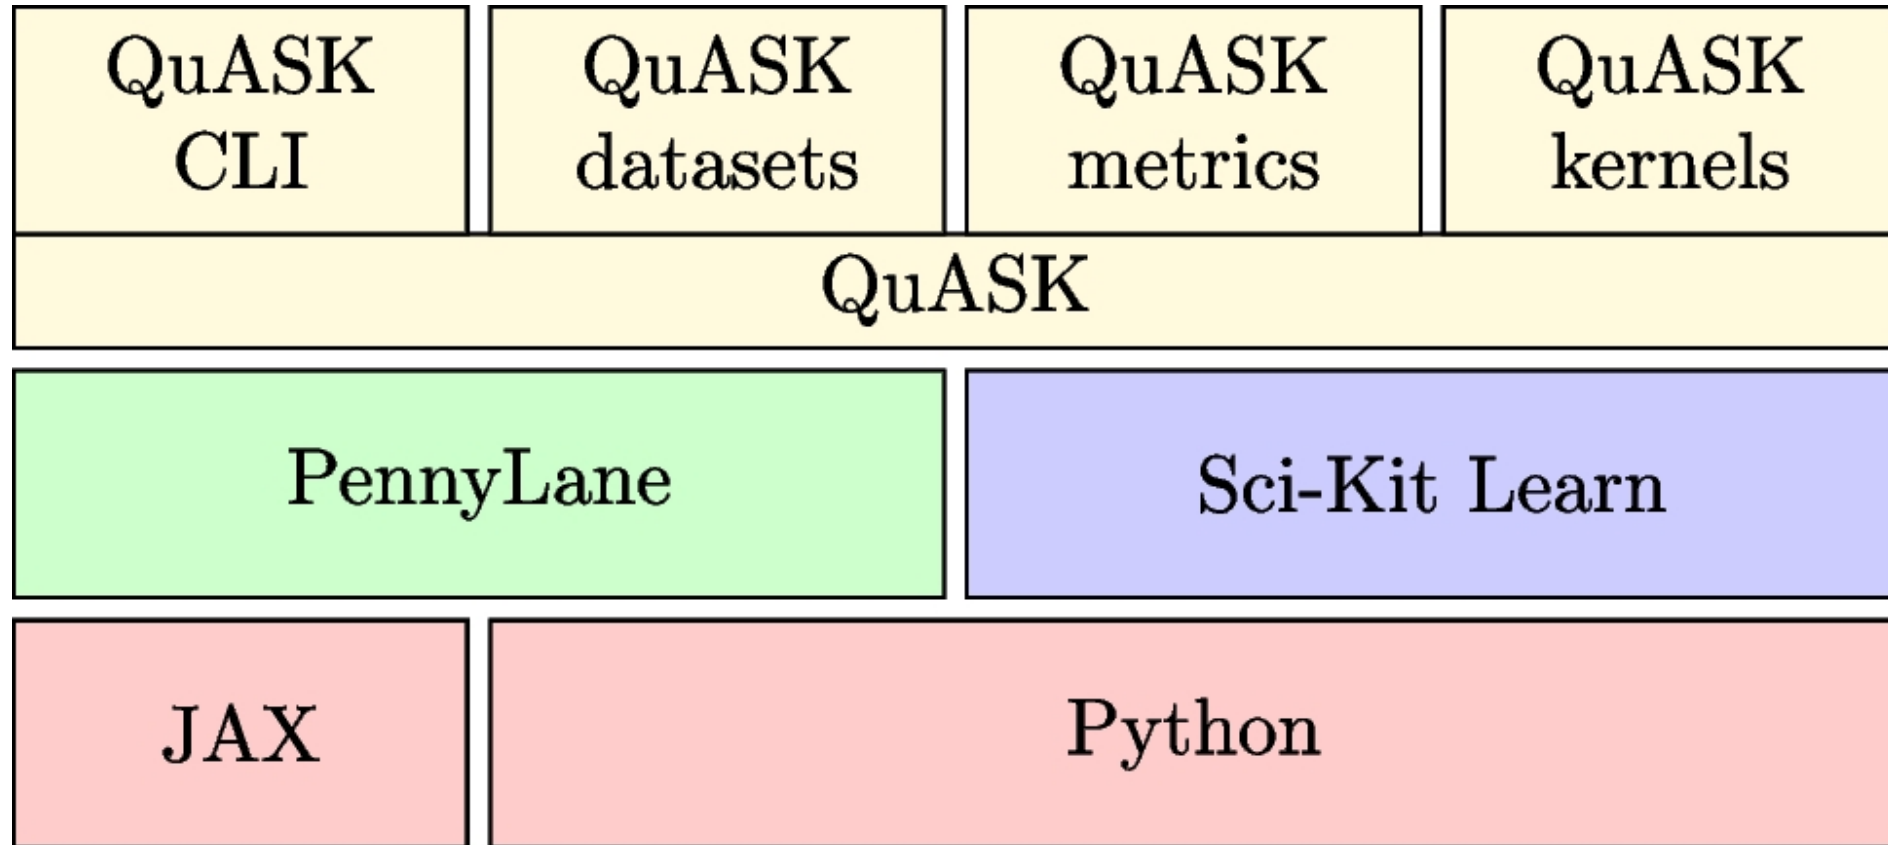 QuASK
CLI
QuASK
datasets
QuASK
metrics
QuASK
kernels
QuASK
PennyLane
Sci-Kit Learn
JAX
Python